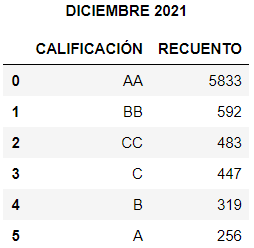 DICIEMBRE 2021
CALIFICACIÓN RECUENTO
0 AA 5833
1 BB 592
2 CC 483
3 C 447
4 B 319
5 A 256